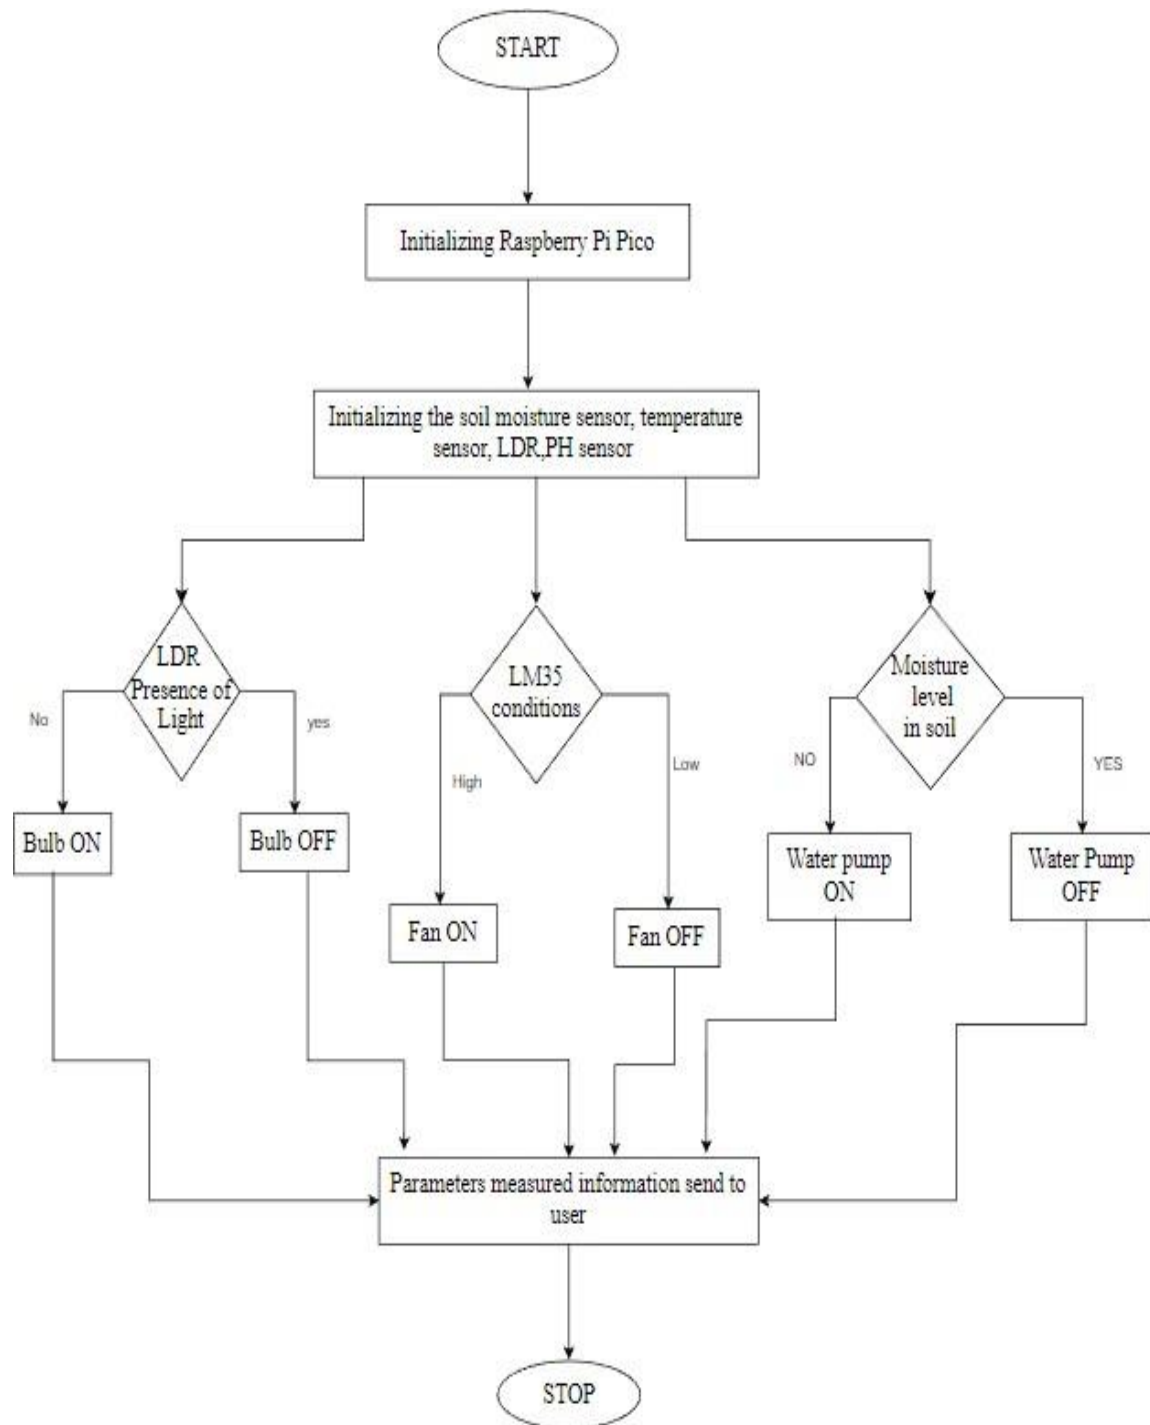 START
Initializing Raspberry Pi Pico
Initializing the soil moisture sensor, temperature
sensor, LDR,PH sensor
LDR
Presence of
Light
No
yes
LM35
conditions
High
Low
Moisture
level
in soil
NO
YES
Bulb ON
Bulb OFF
Fan ON
Fan OFF
Water pump
ON
Water Pump
OFF
Parameters measured information send to
user
STOP